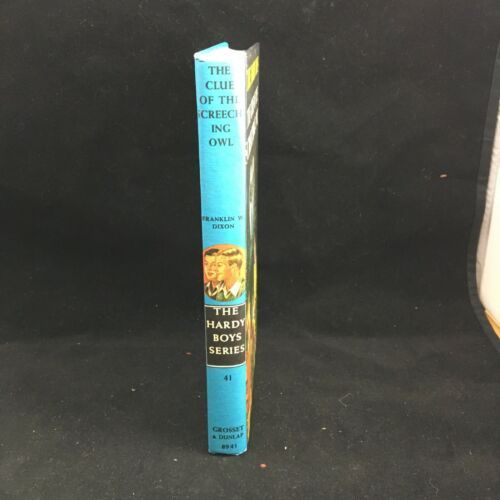 THE
CLUE
OF THE
SCREECH
ING
OWL
FRANKLIN W.
DIXON
THE
HARDY
BOYS
SERIES
41
GROSSET
& DUNLAP
8941